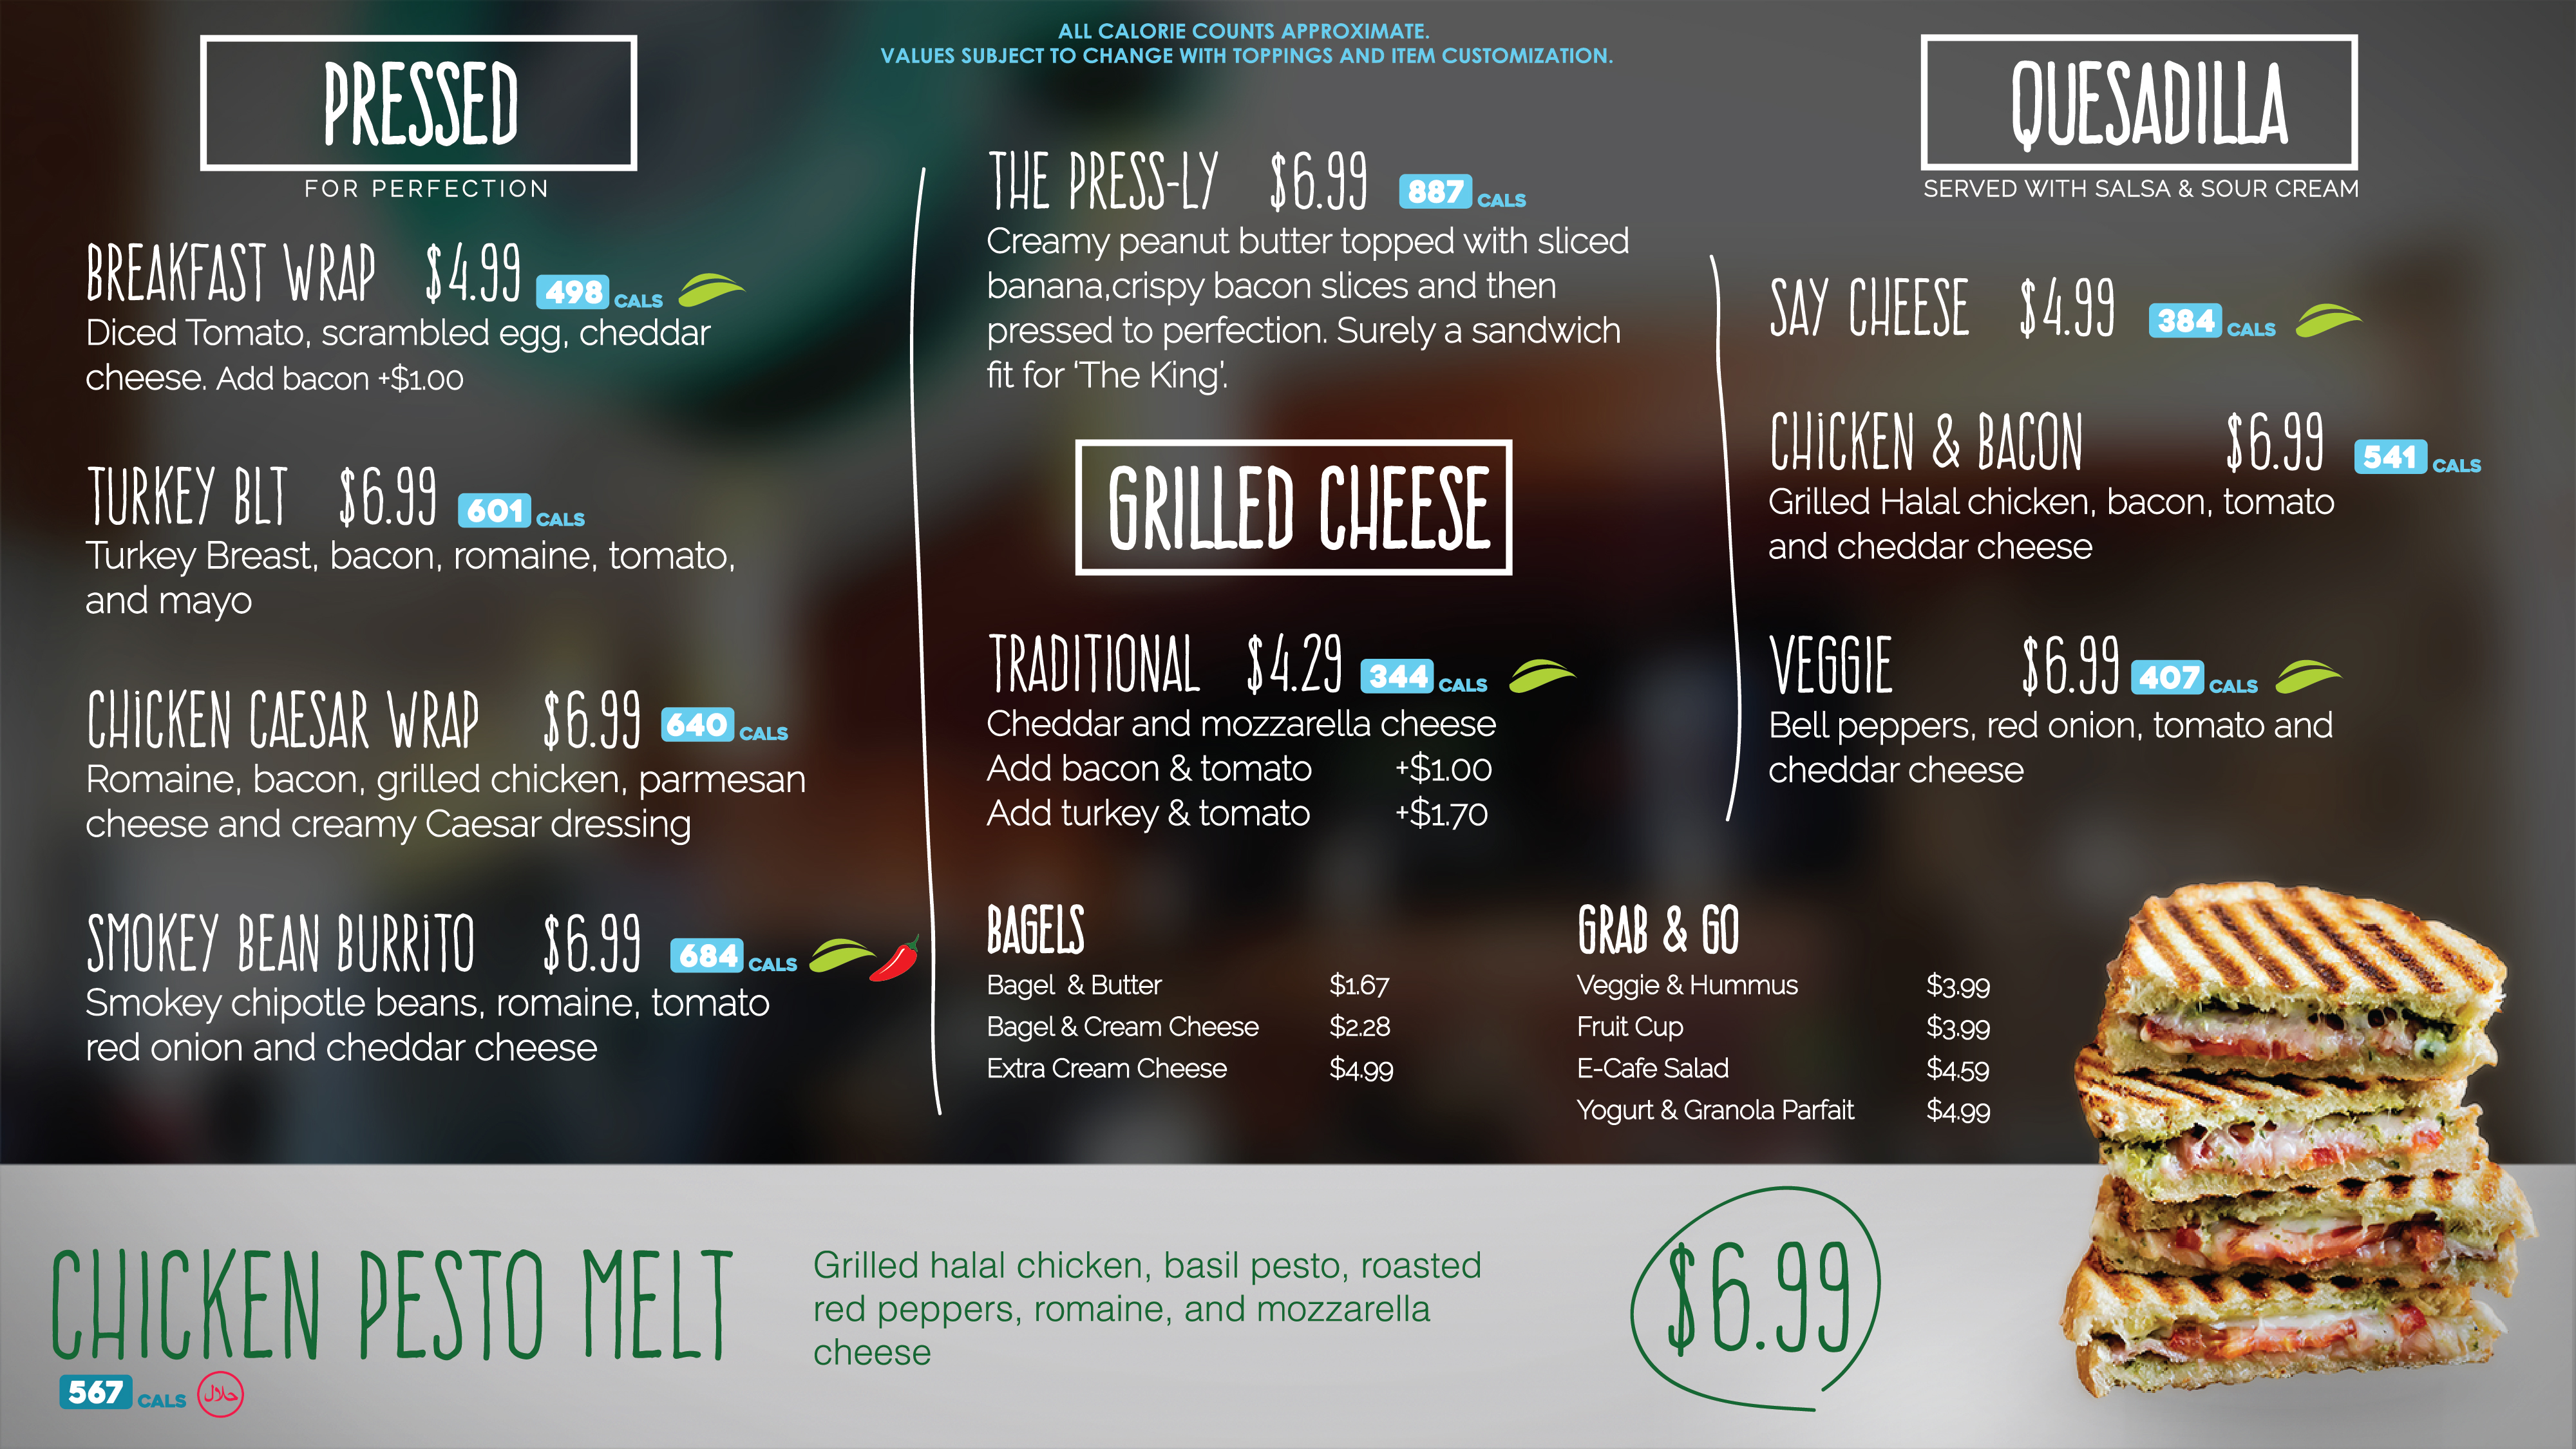 ALL CALORIE COUNTS APPROXIMATE.
VALUES SUBJECT TO CHANGE WITH TOPPINGS AND ITEM CUSTOMIZATION.
PRESSED
FOR PERFECTION
BREAKFAST WRAP $4.99 498 CALS
Diced Tomato, scrambled egg, cheddar
cheese. Add bacon +$1.00
TURKEY BLT $6.99 601 CALS
Turkey Breast, bacon, romaine, tomato,
and mayo
CHICKEN CAESAR WRAP $6.99 640 CALS
Romaine, bacon, grilled chicken, parmesan
cheese and creamy Caesar dressing
SMOKEY BEAN BURRITO $6.99 684 CALS
Smokey chipotle beans, romaine, tomato
red onion and cheddar cheese
THE PRESS-LY $6.99 887 CALS
Creamy peanut butter topped with sliced
banana,crispy bacon slices and then
pressed to perfection. Surely a sandwich
fit for ‘The King’.
GRILLED CHEESE
TRADITIONAL $4.29 344 CALS
Cheddar and mozzarella cheese
Add bacon & tomato +$1.00
Add turkey & tomato +$1.70
QUESADILLA
SERVED WITH SALSA & SOUR CREAM
SAY CHEESE $4.99 384 CALS
CHICKEN & BACON $6.99 541 CALS
Grilled Halal chicken, bacon, tomato
and cheddar cheese
VEGGIE $6.99 407 CALS
Bell peppers, red onion, tomato and
cheddar cheese
BAGELS
Bagel & Butter $1.67
Bagel & Cream Cheese $2.28
Extra Cream Cheese $4.99
GRAB & GO
Veggie & Hummus $3.99
Fruit Cup $3.99
E-Cafe Salad $4.59
Yogurt & Granola Parfait $4.99
CHICKEN PESTO MELT
567 CALS حلال
Grilled halal chicken, basil pesto, roasted
red peppers, romaine, and mozzarella
cheese
$6.99